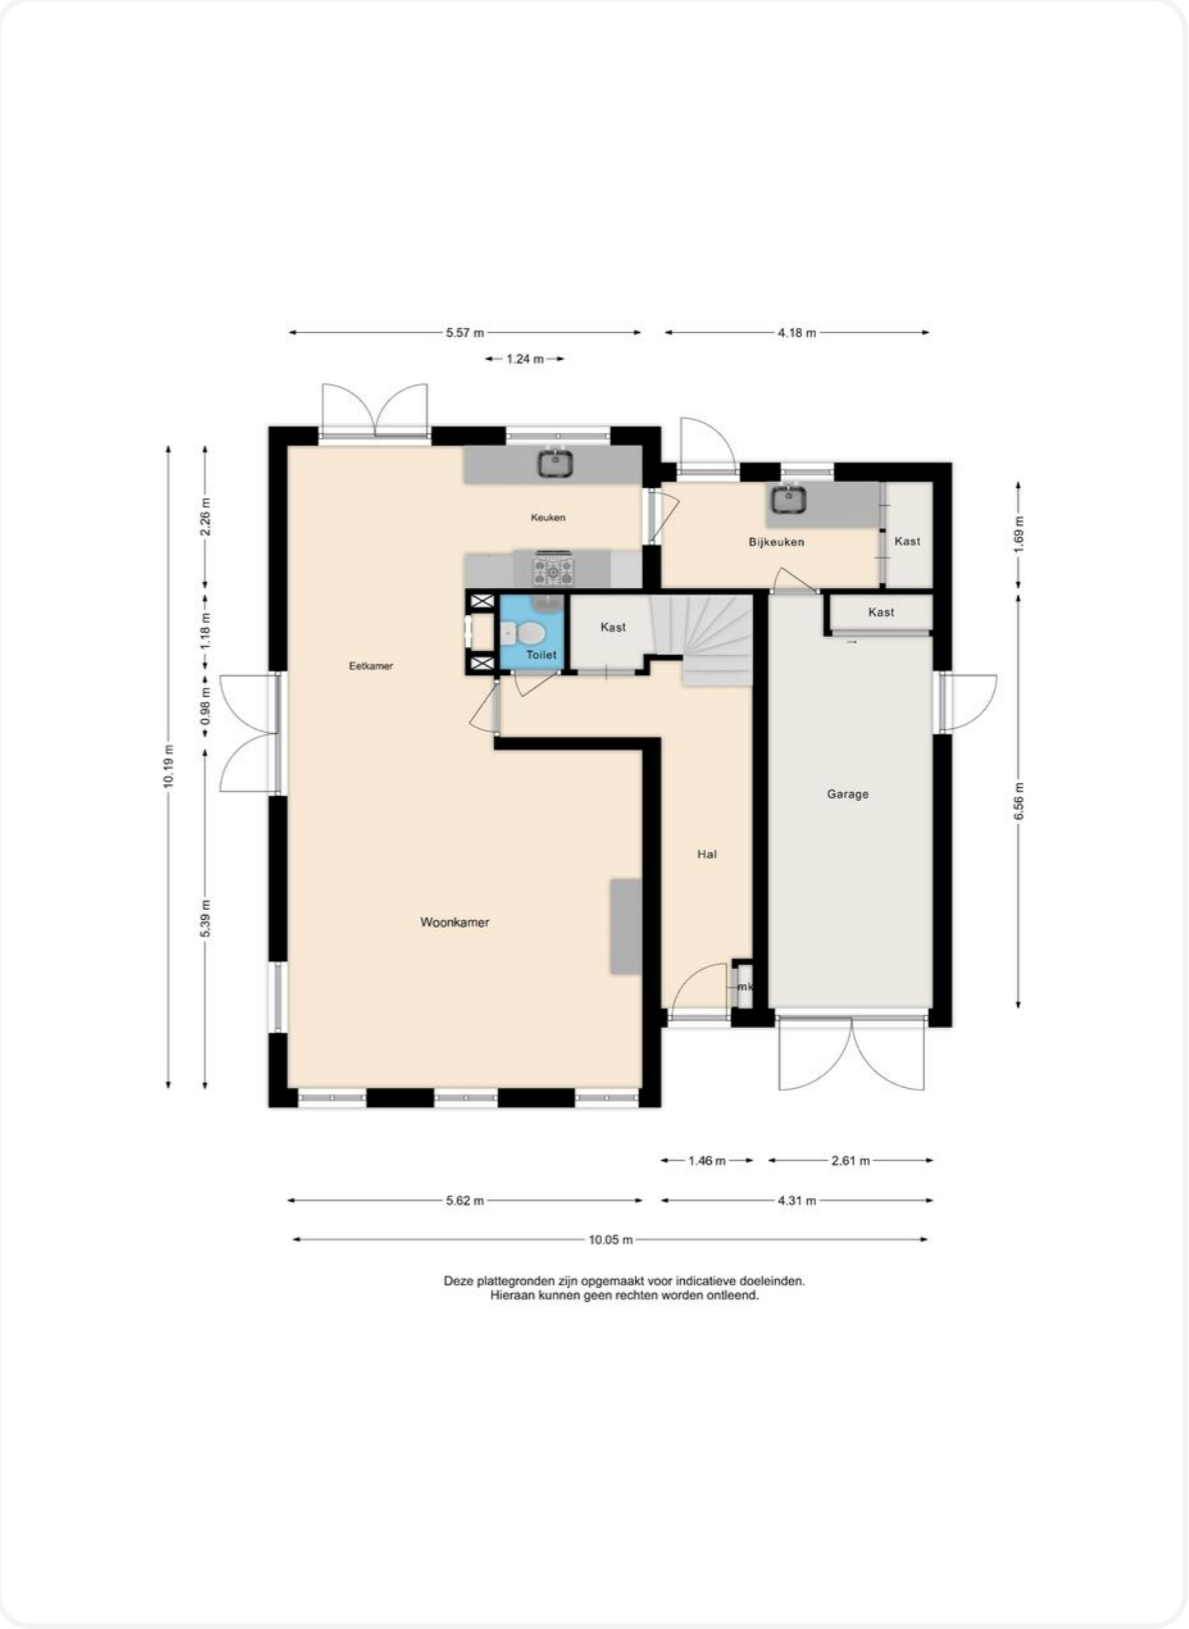 5.57 m
4.18 m
1.24 m
2.26 m
1.69 m
Keuken
Bijkeuken
Kast
Kast
1.18 m
Kast
Toilet
Eetkamer
0.98 m
10.19 m
6.56 m
Garage
Hal
5.39 m
Woonkamer
mk
1.46 m
2.61 m
5.62 m
4.31 m
10.05 m
Deze plattegronden zijn opgemaakt voor indicatieve doeleinden.
Hieraan kunnen geen rechten worden ontleend.